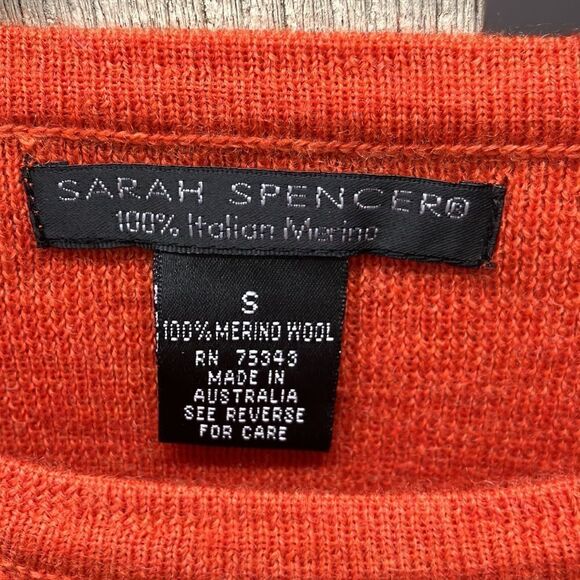 SARAH SPENCER®
100% Italian Merino
S
100% MERINO WOOL
RN 75343
MADE IN
AUSTRALIA
SEE REVERSE
FOR CARE